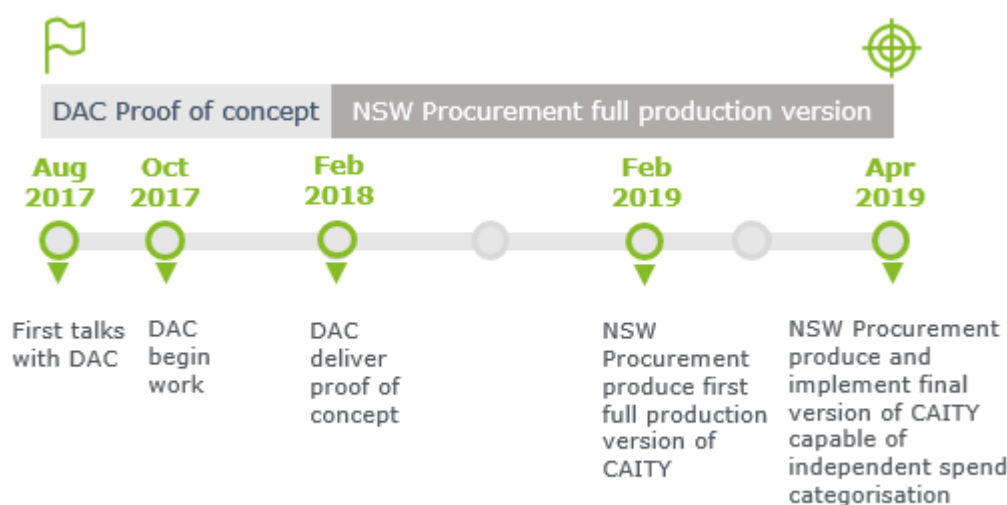 DAC Proof of concept
NSW Procurement full production version
Aug
2017
Oct
2017
Feb
2018
Feb
2019
Apr
2019
First talks
with DAC
DAC
begin
work
DAC
deliver
proof of
concept
NSW
Procurement
produce first
full production
version of
CAITY
NSW Procurement
produce and
implement final
version of CAITY
capable of
independent spend
categorisation